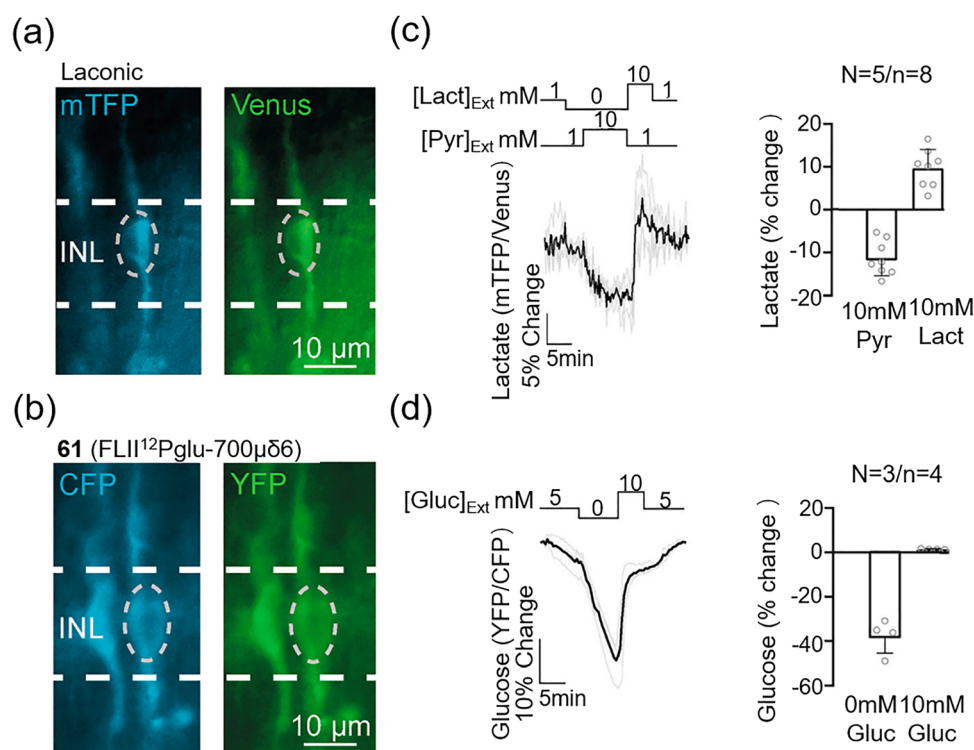 (a)
Laconic
mTFP
Venus
INL
10 µm
(b)
61 (FLII12Pglu-700µδ6)
CFP
YFP
INL
10 µm
(c)
[Lact]Ext mM
1
0
10
1
[Pyr]Ext mM
1
10
1
Lactate (mTFP/Venus)
5% Change
5min
N=5/n=8
Lactate (% change)
20
10
0
-10
-20
10mM
Pyr
10mM
Lact
(d)
[Gluc]Ext mM
5
0
10
5
Glucose (YFP/CFP)
10% Change
5min
N=3/n=4
Glucose (% change)
20
0
-20
-40
-60
0mM
Gluc
10mM
Gluc